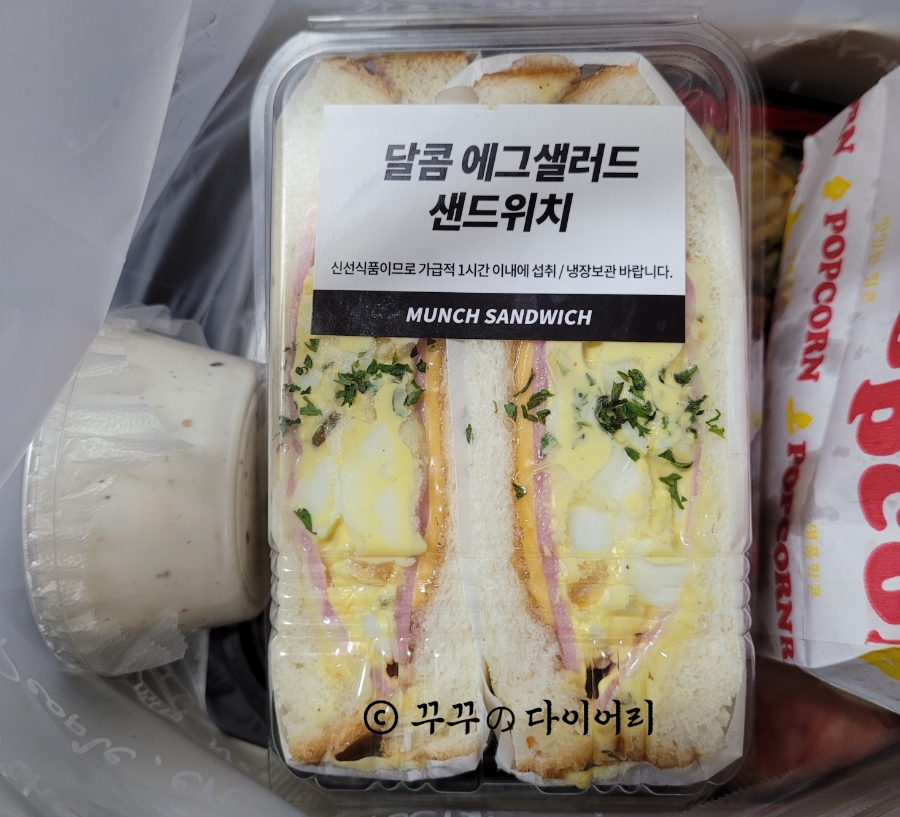 달콤 에그샐러드
샌드위치
신선식품이므로 가급적 1시간 이내에 섭취 / 냉장보관 바랍니다.
MUNCH SANDWICH
POPCORN
POPCORN
POPCORN
© 꾸꾸の 다이어리